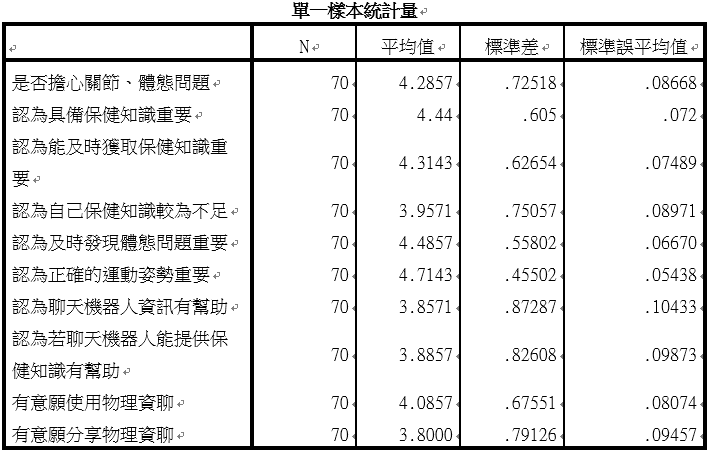 單一樣本統計量
N 平均值 標準差 標準誤平均值
是否擔心關節、體態問題 70 4.2857 .72518 .08668
認為具備保健知識重要 70 4.44 .605 .072
認為能及時獲取保健知識重
要 70 4.3143 .62654 .07489
認為自己保健知識較為不足 70 3.9571 .75057 .08971
認為及時發現體態問題重要 70 4.4857 .55802 .06670
認為正確的運動姿勢重要 70 4.7143 .45502 .05438
認為聊天機器人資訊有幫助 70 3.8571 .87287 .10433
認為若聊天機器人能提供保
健知識有幫助 70 3.8857 .82608 .09873
有意願使用物理資聊 70 4.0857 .67551 .08074
有意願分享物理資聊 70 3.8000 .79126 .09457